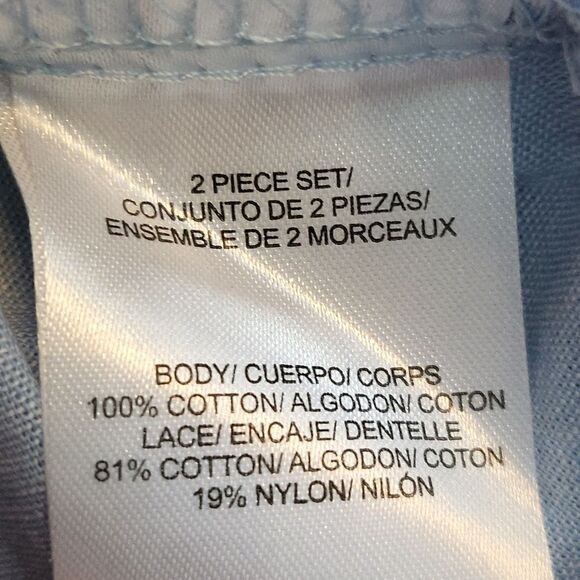 2 PIECE SET/
CONJUNTO DE 2 PIEZAS/
ENSEMBLE DE 2 MORCEAUX
BODY/ CUERPO/ CORPS
100% COTTON/ ALGODON/ COTON
LACE/ ENCAJE/ DENTELLE
81% COTTON/ ALGODON/ COTON
19% NYLON/ NILÓN